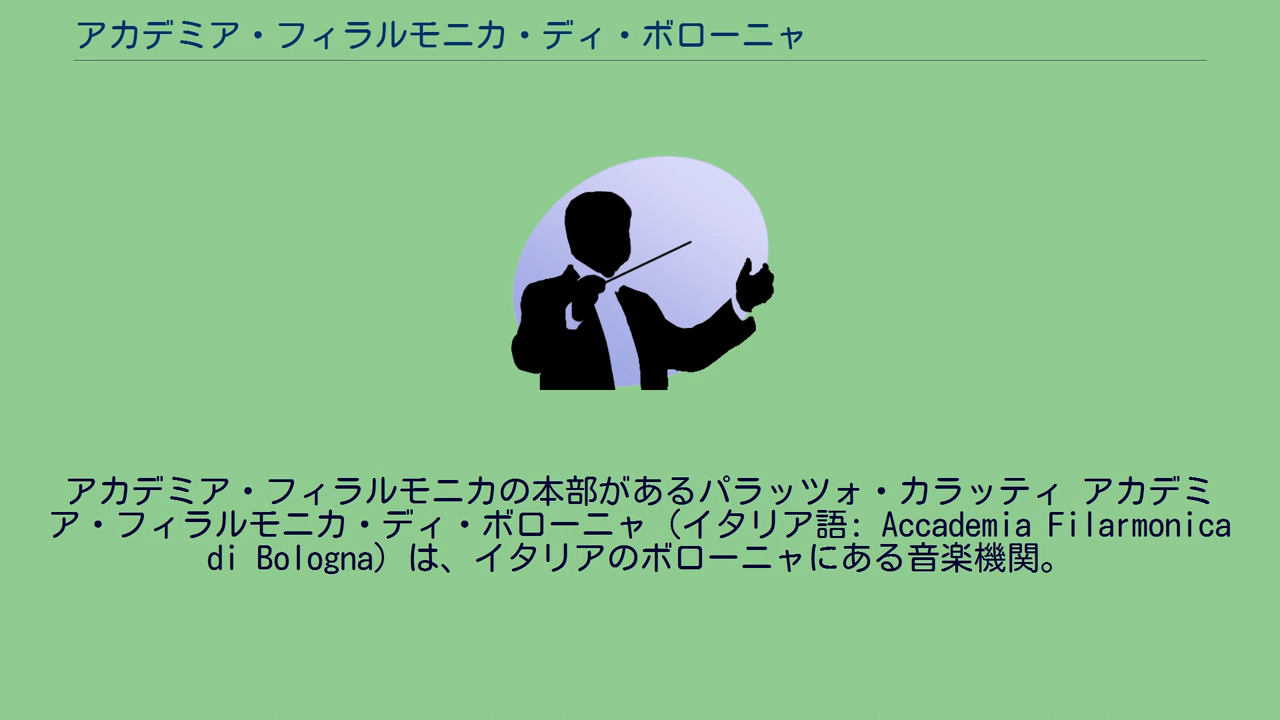 アカデミア・フィラルモニカ・ディ・ボローニャ
アカデミア・フィラルモニカの本部があるパラッツォ・カラッティ アカデミ
ア・フィラルモニカ・ディ・ボローニャ（イタリア語: Accademia Filarmonica
di Bologna）は、イタリアのボローニャにある音楽機関。